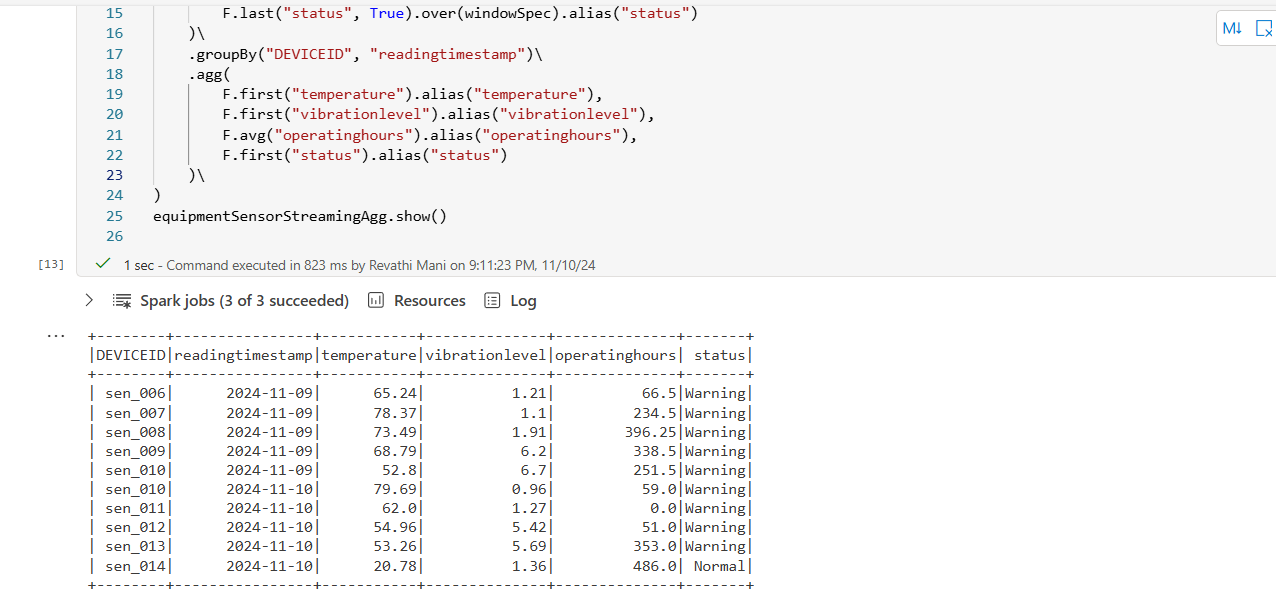 15 F.last("status", True).over(windowSpec).alias("status")
16 )\
17 .groupBy("DEVICEID", "readingtimestamp")\
18 .agg(
19 F.first("temperature").alias("temperature"),
20 F.first("vibrationlevel").alias("vibrationlevel"),
21 F.avg("operatinghours").alias("operatinghours"),
22 F.first("status").alias("status")
23 )\
24 )
25 equipmentSensorStreamingAgg.show()
26
M↓
[13] ✓ 1 sec - Command executed in 823 ms by Revathi Mani on 9:11:23 PM, 11/10/24
> Spark jobs (3 of 3 succeeded) Resources Log
...
+--------+----------------+-----------+--------------+--------------+-------+
|DEVICEID|readingtimestamp|temperature|vibrationlevel|operatinghours| status|
+--------+----------------+-----------+--------------+--------------+-------+
| sen_006| 2024-11-09| 65.24| 1.21| 66.5|Warning|
| sen_007| 2024-11-09| 78.37| 1.1| 234.5|Warning|
| sen_008| 2024-11-09| 73.49| 1.91| 396.25|Warning|
| sen_009| 2024-11-09| 68.79| 6.2| 338.5|Warning|
| sen_010| 2024-11-09| 52.8| 6.7| 251.5|Warning|
| sen_010| 2024-11-10| 79.69| 0.96| 59.0|Warning|
| sen_011| 2024-11-10| 62.0| 1.27| 0.0|Warning|
| sen_012| 2024-11-10| 54.96| 5.42| 51.0|Warning|
| sen_013| 2024-11-10| 53.26| 5.69| 353.0|Warning|
| sen_014| 2024-11-10| 20.78| 1.36| 486.0| Normal|
+--------+----------------+-----------+--------------+--------------+-------+